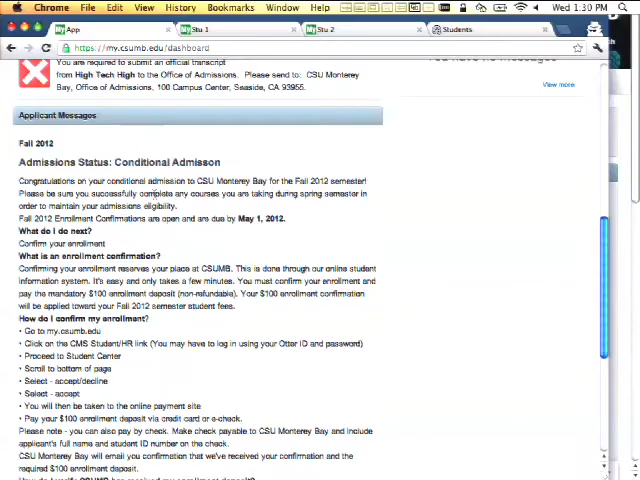 Chrome File Edit View History Bookmarks Window Help Wed 1:30 PM
App Stu 1 Stu 2 Students
https://my.csumb.edu/dashboard
You are required to submit an official transcript
from High Tech High to the Office of Admissions. Please send to: CSU Monterey
Bay, Office of Admissions, 100 Campus Center, Seaside, CA 93955.
You have no messages
View more
Applicant Messages
Fall 2012
Admissions Status: Conditional Admisson
Congratulations on your conditional admission to CSU Monterey Bay for the Fall 2012 semester!
Please be sure you successfully complete any courses you are taking during spring semester in
order to maintain your admissions eligibility.
Fall 2012 Enrollment Confirmations are open and are due by May 1, 2012.
What do I do next?
Confirm your enrollment
What is an enrollment confirmation?
Confirming your enrollment reserves your place at CSUMB. This is done through our online student
information system. It's easy and only takes a few minutes. You must confirm your enrollment and
pay the mandatory $100 enrollment deposit (non-refundable). Your $100 enrollment confirmation
will be applied toward your Fall 2012 semester student fees.
How do I confirm my enrollment?
• Go to my.csumb.edu
• Click on the CMS Student/HR link (You may have to log in using your Otter ID and password)
• Proceed to Student Center
• Scroll to bottom of page
• Select - accept/decline
• Select - accept
• You will then be taken to the online payment site
• Pay your $100 enrollment deposit via credit card or e-check.
Please note - you can also pay by check. Make check payable to CSU Monterey Bay and include
applicant's full name and student ID number on the check.
CSU Monterey Bay will email you confirmation that we've received your confirmation and the
required $100 enrollment deposit.